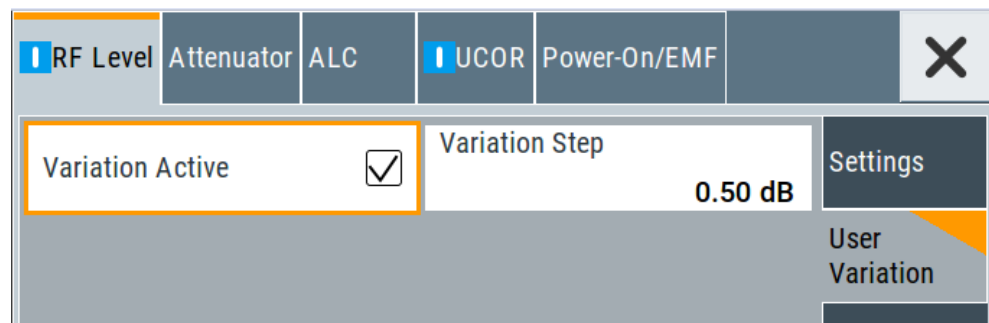 RF Level Attenuator ALC UCOR Power-On/EMF
Variation Active
Variation Step
0.50 dB
Settings
User
Variation